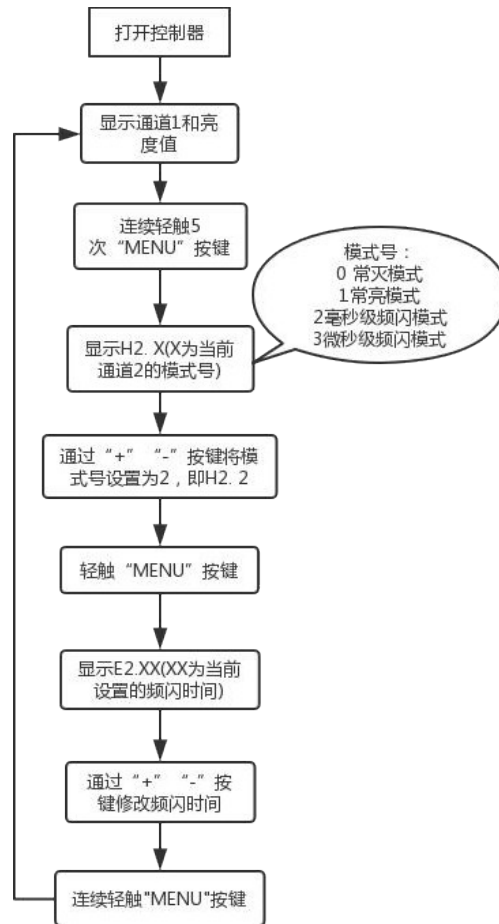 打开控制器
显示通道1和亮
度值
连续轻触5
次“MENU”按键
模式号：
0 常灭模式
1常亮模式
2毫秒级频闪模式
3微秒级频闪模式
显示H2. X(X为当前
通道2的模式号)
通过“+”“-”按键将模
式号设置为2，即H2. 2
轻触“MENU”按键
显示E2.XX(XX为当前
设置的频闪时间)
通过“+”“-”按
键修改频闪时间
连续轻触"MENU"按键